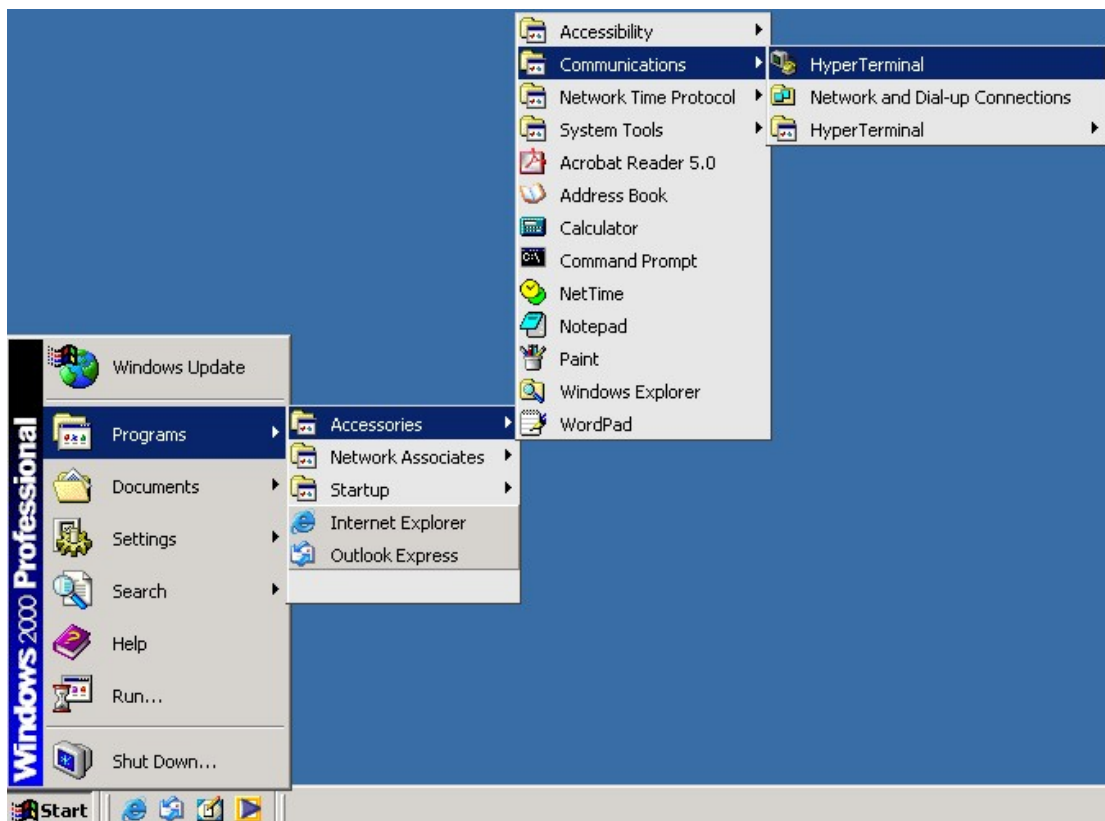 Accessibility
Communications
Network Time Protocol
System Tools
Acrobat Reader 5.0
Address Book
Calculator
Command Prompt
NetTime
Notepad
Paint
Windows Explorer
WordPad
HyperTerminal
Network and Dial-up Connections
HyperTerminal
Windows Update
Programs
Documents
Settings
Search
Help
Run...
Shut Down...
Accessories
Network Associates
Startup
Internet Explorer
Outlook Express
Windows 2000 Professional
Start